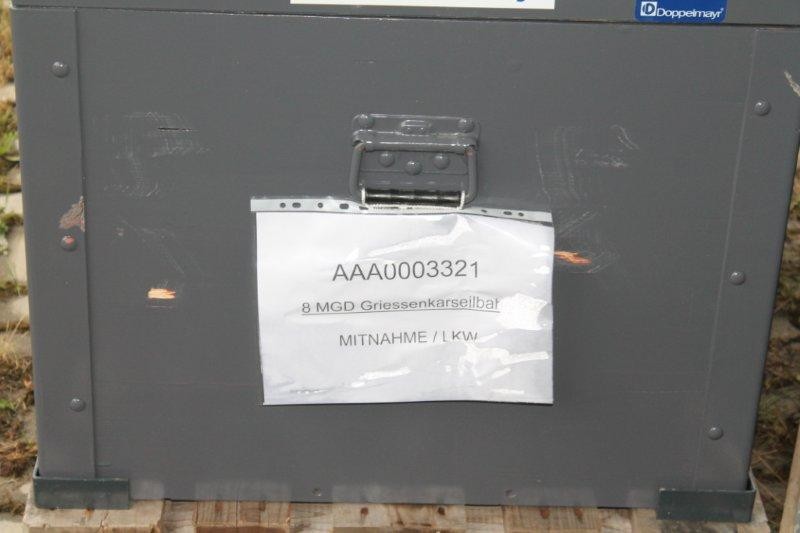 Doppelmayr
AAA0003321
8 MGD Griessenkarseilbah
MITNAHME / LKW